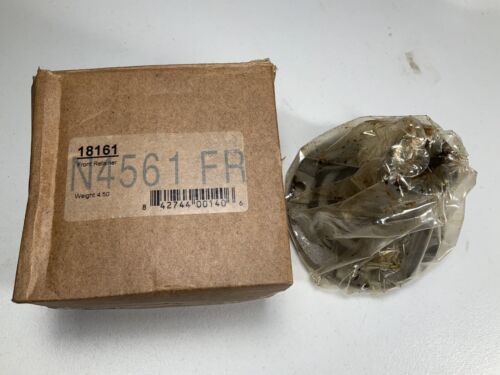 18161
Front Retainer
N4561 FR
Weight 4.50
8 42744 00140 6